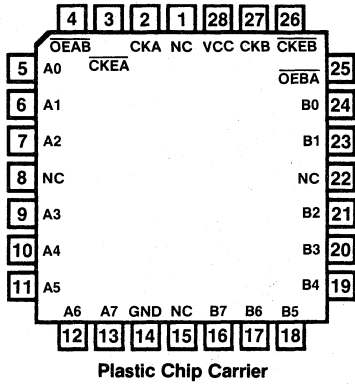 4 3 2 1 28 27 26
OEAB CKA NC VCC CKB CKEB
CKEA OEBA
5 A0 25
6 A1 B0 24
7 A2 B1 23
8 NC NC 22
9 A3 B2 21
10 A4 B3 20
11 A5 B4 19
A6 A7 GND NC B7 B6 B5
12 13 14 15 16 17 18
Plastic Chip Carrier